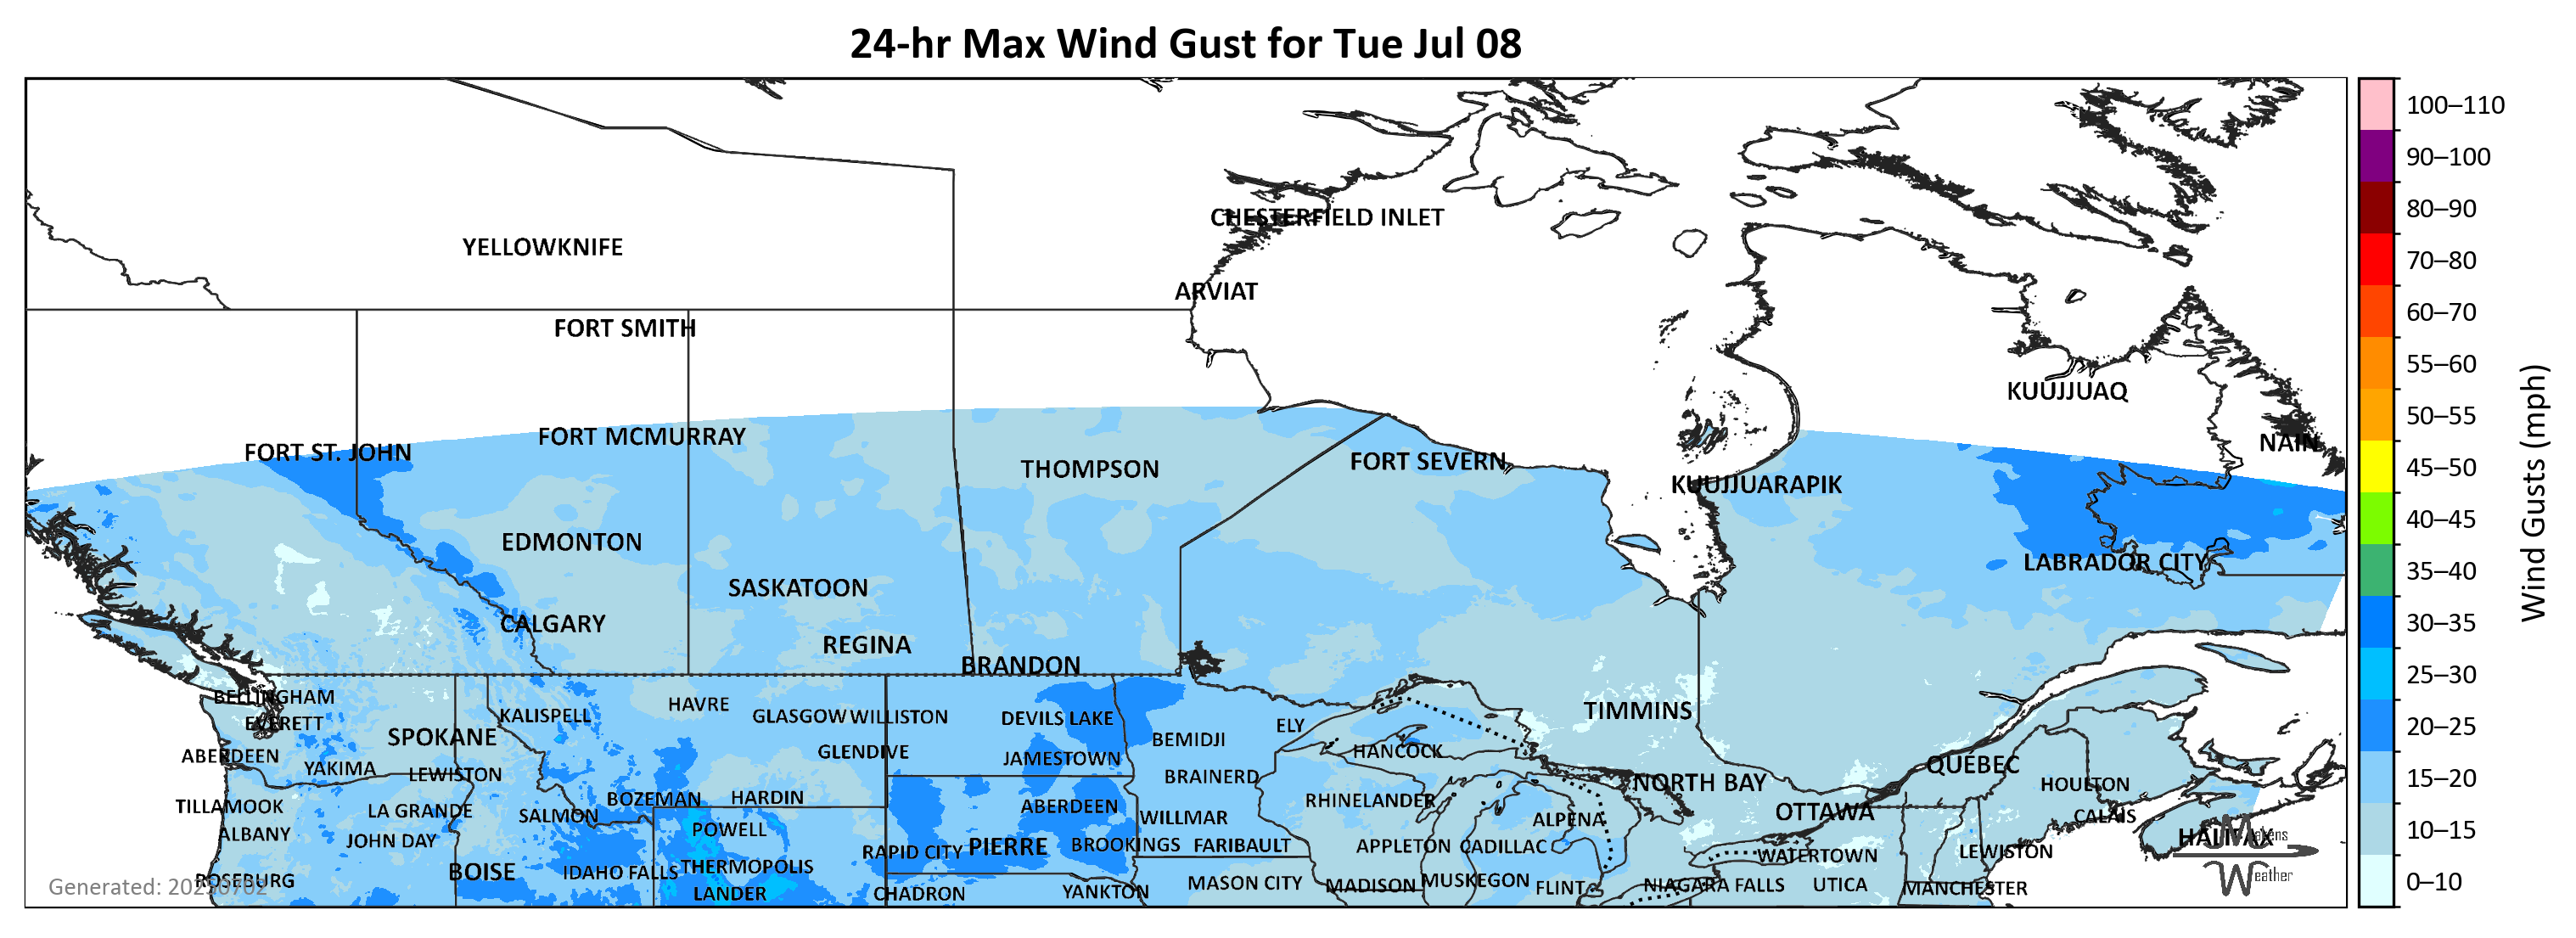 24-hr Max Wind Gust for Tue Jul 08
CHESTERFIELD INLET
YELLOWKNIFE
ARVIAT
FORT SMITH
KUUJJUAQ
FORT MCMURRAY
NAIN
FORT ST. JOHN
FORT SEVERN
THOMPSON
KUUJJUARAPIK
EDMONTON
LABRADOR CITY
SASKATOON
CALGARY
REGINA
BRANDON
BELLINGHAM
HAVRE
TIMMINS
KALISPELL
GLASGOW
WILLISTON
DEVILS LAKE
EVERETT
ELY
SPOKANE
BEMIDJI
HANCOCK
GLENDIVE
ABERDEEN
JAMESTOWN
QUÉBEC
YAKIMA
LEWISTON
BRAINERD
NORTH BAY
HOULTON
BOZEMAN
HARDIN
RHINELANDER
TILLAMOOK
LA GRANDE
ABERDEEN
OTTAWA
SALMON
CALAIS
WILLMAR
ALPENA
POWELL
ALBANY
HALIFAX
JOHN DAY
BROOKINGS
FARIBAULT
APPLETON
CADILLAC
PIERRE
RAPID CITY
LEWISTON
WATERTOWN
THERMOPOLIS
BOISE
IDAHO FALLS
ROSEBURG
MUSKEGON
MASON CITY
MADISON
NIAGARA FALLS
UTICA
FLINT
MANCHESTER
YANKTON
LANDER
CHADRON
Makens
Weather
100–110
90–100
80–90
70–80
60–70
55–60
50–55
45–50
40–45
35–40
30–35
25–30
20–25
15–20
10–15
0–10
Wind Gusts (mph)
Generated: 20250702